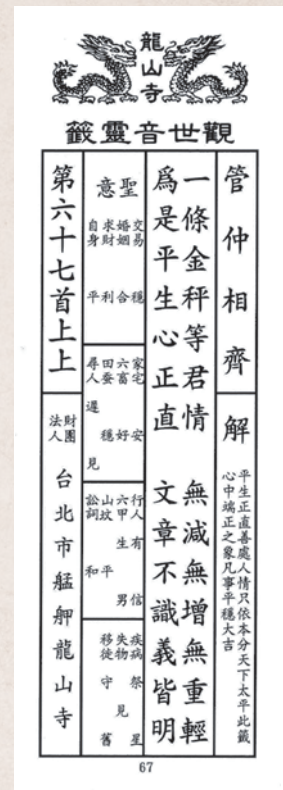 龍山寺
觀世音靈籤
管仲相齊
解
平生正直善處人情只依本分天下太平此籤
心中端正之象凡事平穩大吉
一條金秤等君情 無減無增無重輕
爲是平生心正直 文章不識義皆明
聖意
交易 穩
婚姻 合
求財 利
自身 平
家宅 安
六畜 好
田蚕 穩
尋人 遲見
行人 有信
六甲 生男
山坟 平
訟詞 和
疾病 祭星
失物 見
移徙 守舊
第六十七首上上
財團
法人
台北市艋舺龍山寺
67